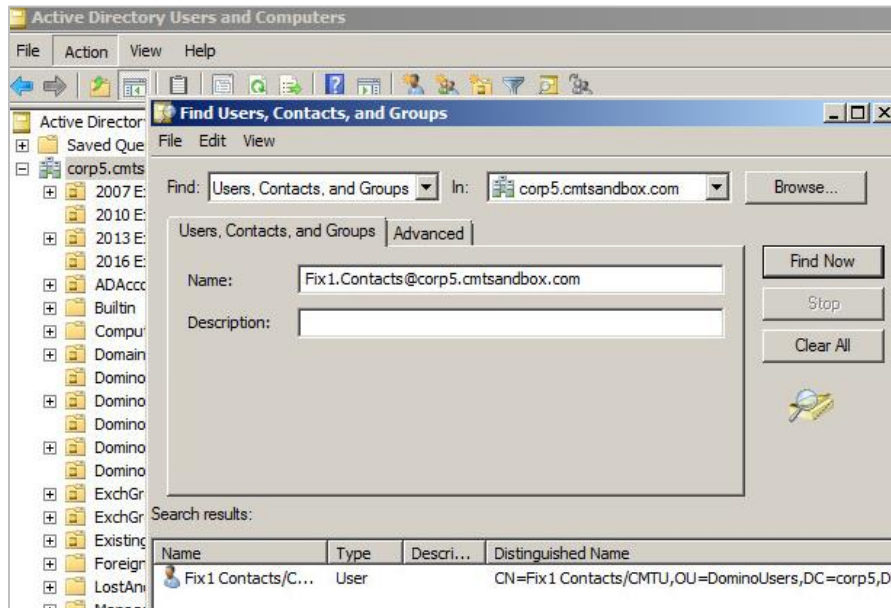 Active Directory Users and Computers
File Action View Help
Active Director
Saved Que
corp5.cmts
2007 E
2010 E
2013 E
2016 E
ADAcco
Builtin
Compu
Domain
Domino
Domino
Domino
Domino
Domino
ExchGr
ExchGr
Existing
Foreign
LostAn
Find Users, Contacts, and Groups
File Edit View
Find: Users, Contacts, and Groups In: corp5.cmtsandbox.com Browse...
Users, Contacts, and Groups Advanced
Name: Fix1.Contacts@corp5.cmtsandbox.com
Description:
Find Now
Stop
Clear All
Search results:
Name Type Descri... Distinguished Name
Fix1 Contacts/C... User CN=Fix1 Contacts/CMTU,OU=DominoUsers,DC=corp5,D